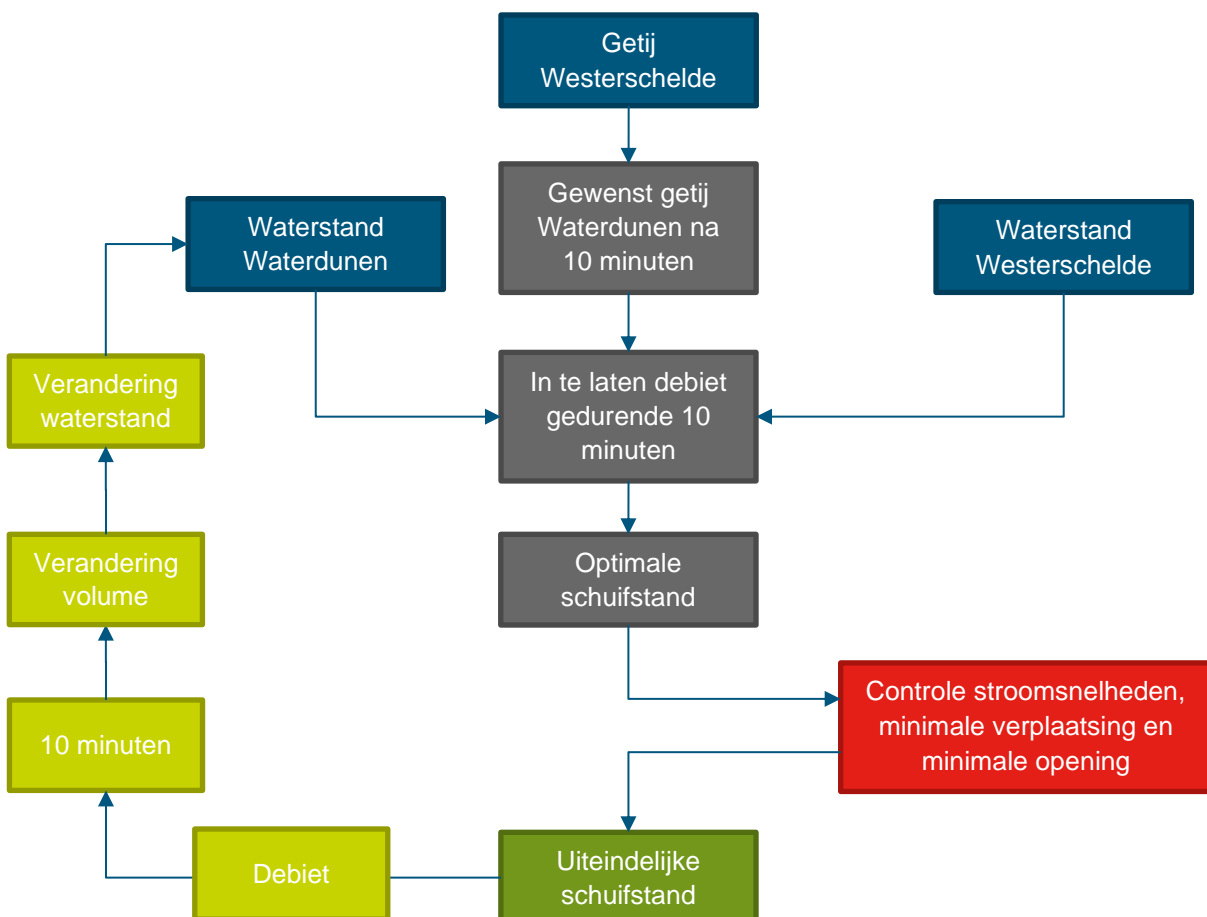 Getij
Westerschelde
Gewenst getij
Waterdunen na
10 minuten
Waterstand
Waterdunen
Waterstand
Westerschelde
In te laten debiet
gedurende 10
minuten
Verandering
waterstand
Optimale
schuifstand
Verandering
volume
Controle stroomsnelheden,
minimale verplaatsing en
minimale opening
10 minuten
Uiteindelijke
schuifstand
Debiet